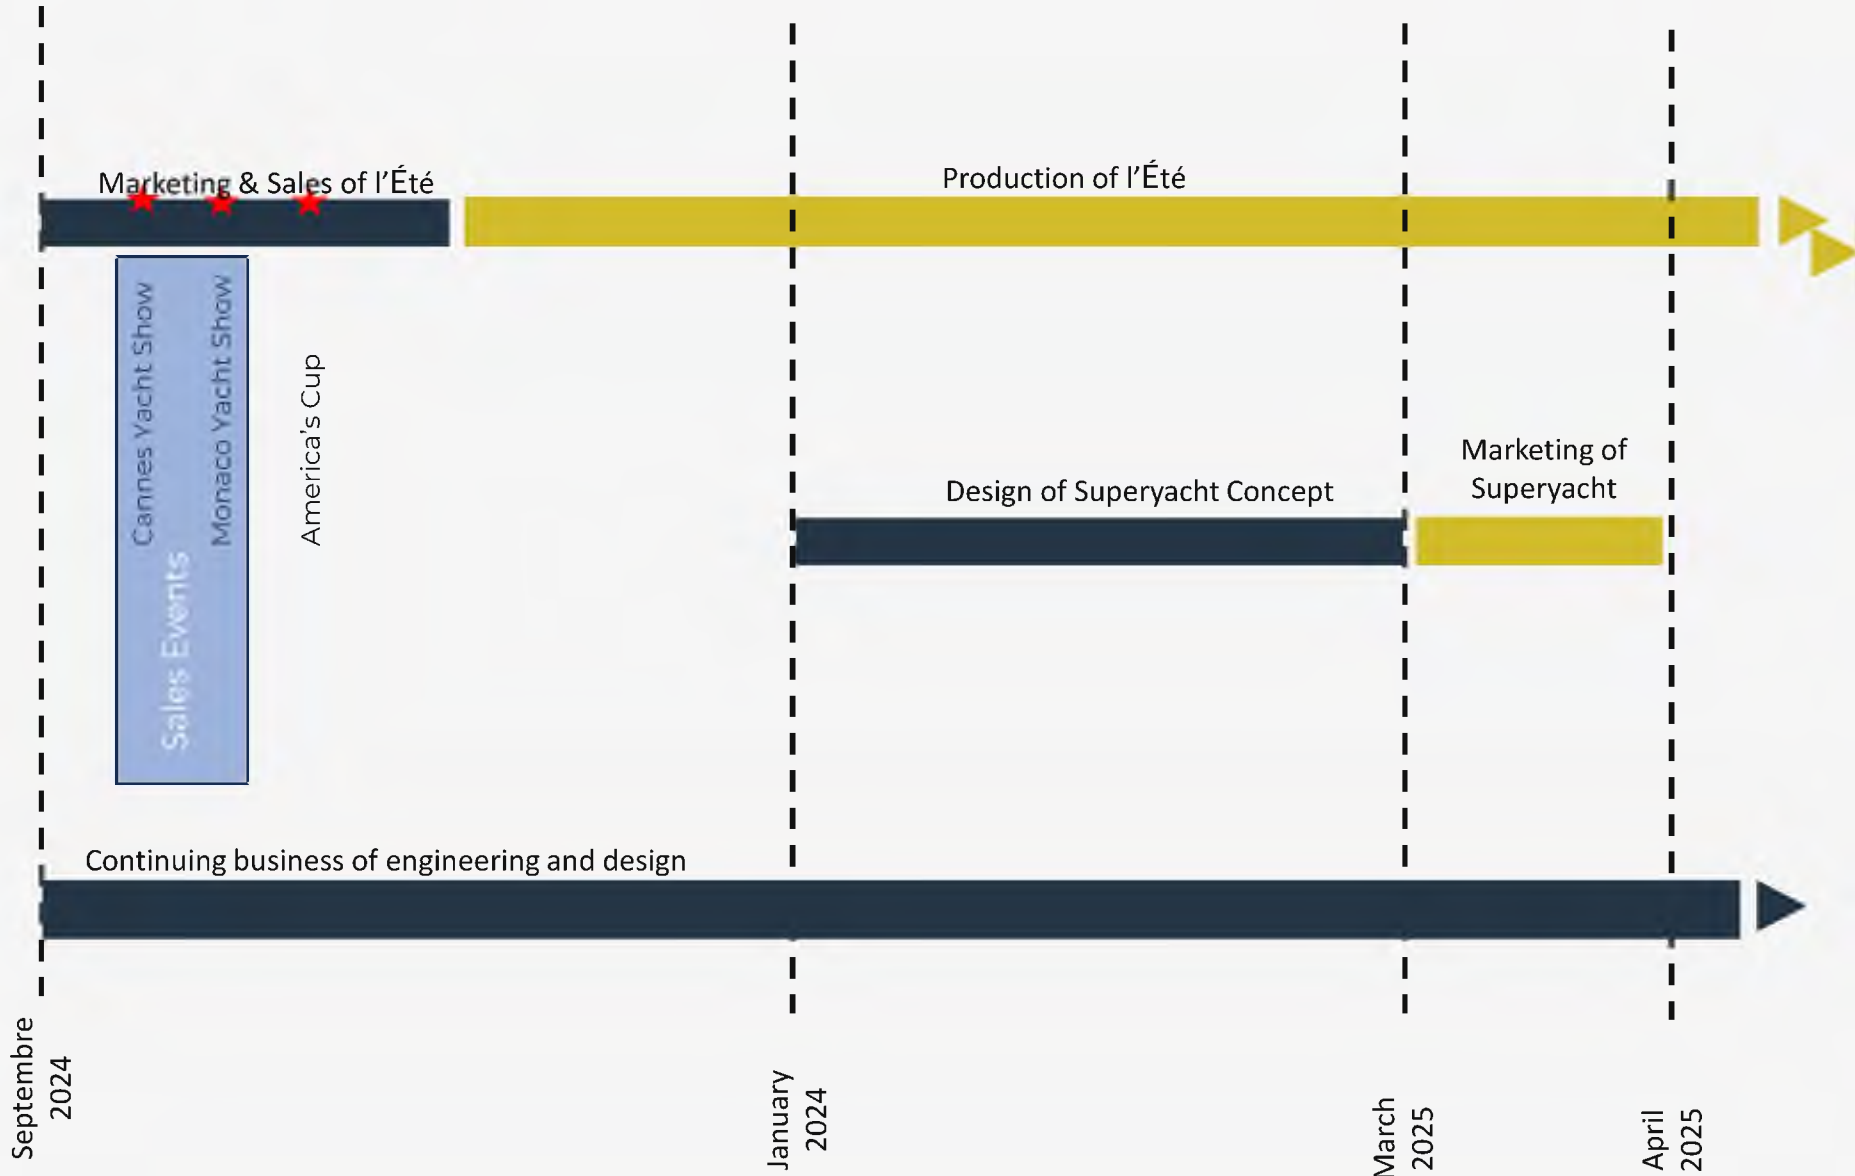 Marketing & Sales of l’Été
Production of l’Été
Cannes Yacht Show
Monaco Yacht Show
Sales Events
America’s Cup
Design of Superyacht Concept
Marketing of
Superyacht
Continuing business of engineering and design
Septembre
2024
January
2024
March
2025
April
2025